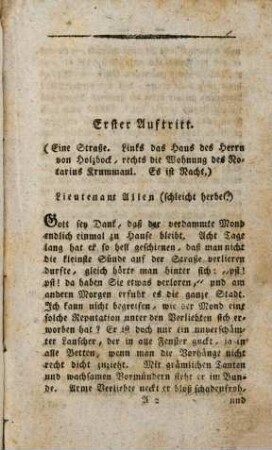 Erster Auftritt.
(Eine Straße. Links das Haus des Herrn
von Holzbock, rechts die Wohnung des No-
tarius Krummaul. Es ist Nacht.)
Lieutenant Allen (schleicht herbei)
Gott sey Dank, daß der verdammte Mond
endlich einmal zu Hause bleibt. Acht Tage
lang hat er so hell geschienen, daß man nicht
die kleinste Sünde auf der Straße verlieren
durfte, gleich hörte man hinter sich: „pst!
pst! da haben Sie etwas verloren,“ und am
andern Morgen erfuhr es die ganze Stadt.
Ich kann nicht begreifen, wie der Mond eine
solche Reputation unter den Verliebten sich er-
worben hat! Er ist doch nur ein unverschäm-
ter Lauscher, der in alle Fenster guckt, ja in
alle Betten, wenn man die Vorhänge nicht
recht dicht zuzieht. Mit grämlichen Tanten
und wachsamen Vormündern steht er im Bun-
de. Arme Verliebte neckt er bloß schadenfroh,
J 2 und